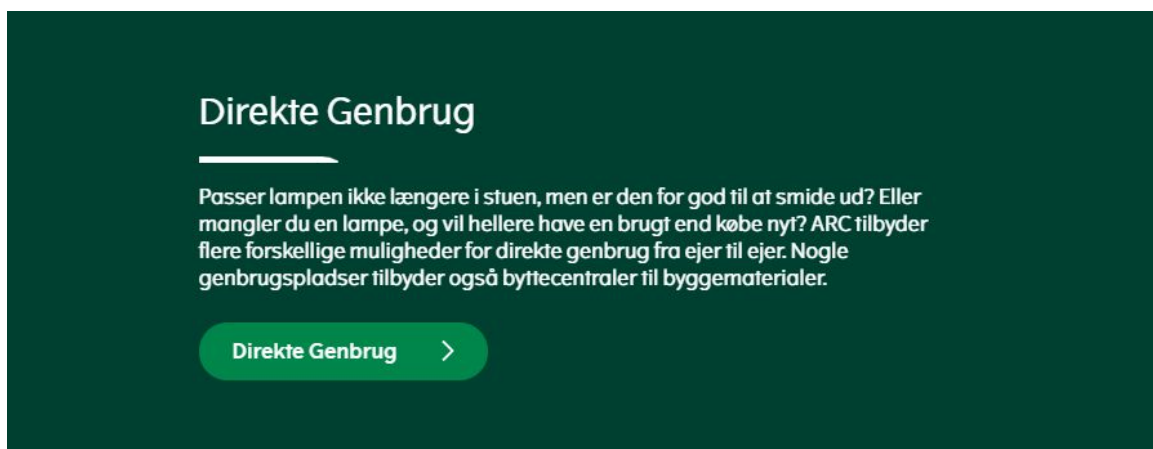 Direkte Genbrug
Passer lampen ikke længere i stuen, men er den for god til at smide ud? Eller
mangler du en lampe, og vil hellere have en brugt end købe nyt? ARC tilbyder
flere forskellige muligheder for direkte genbrug fra ejer til ejer. Nogle
genbrugspladser tilbyder også byttecentraler til byggematerialer.
Direkte Genbrug